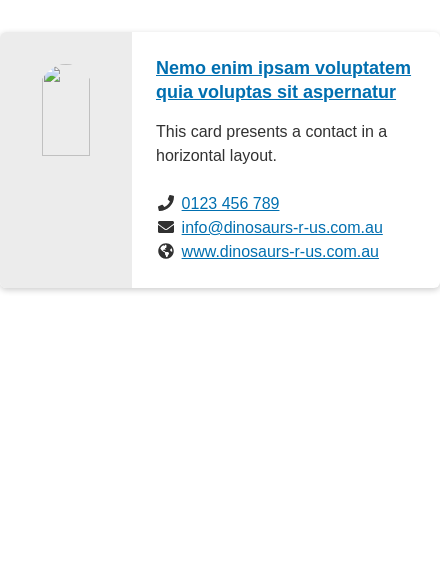 Nemo enim ipsam voluptatem
quia voluptas sit aspernatur
This card presents a contact in a
horizontal layout.
0123 456 789
info@dinosaurs-r-us.com.au
www.dinosaurs-r-us.com.au